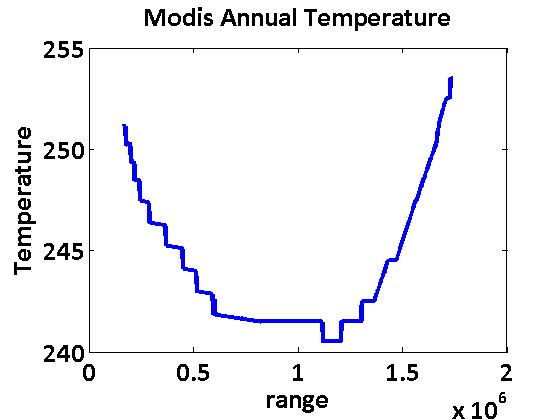 Modis Annual Temperature
255
250
245
240
Temperature
0 0.5 1 1.5 2
range
x 10^6